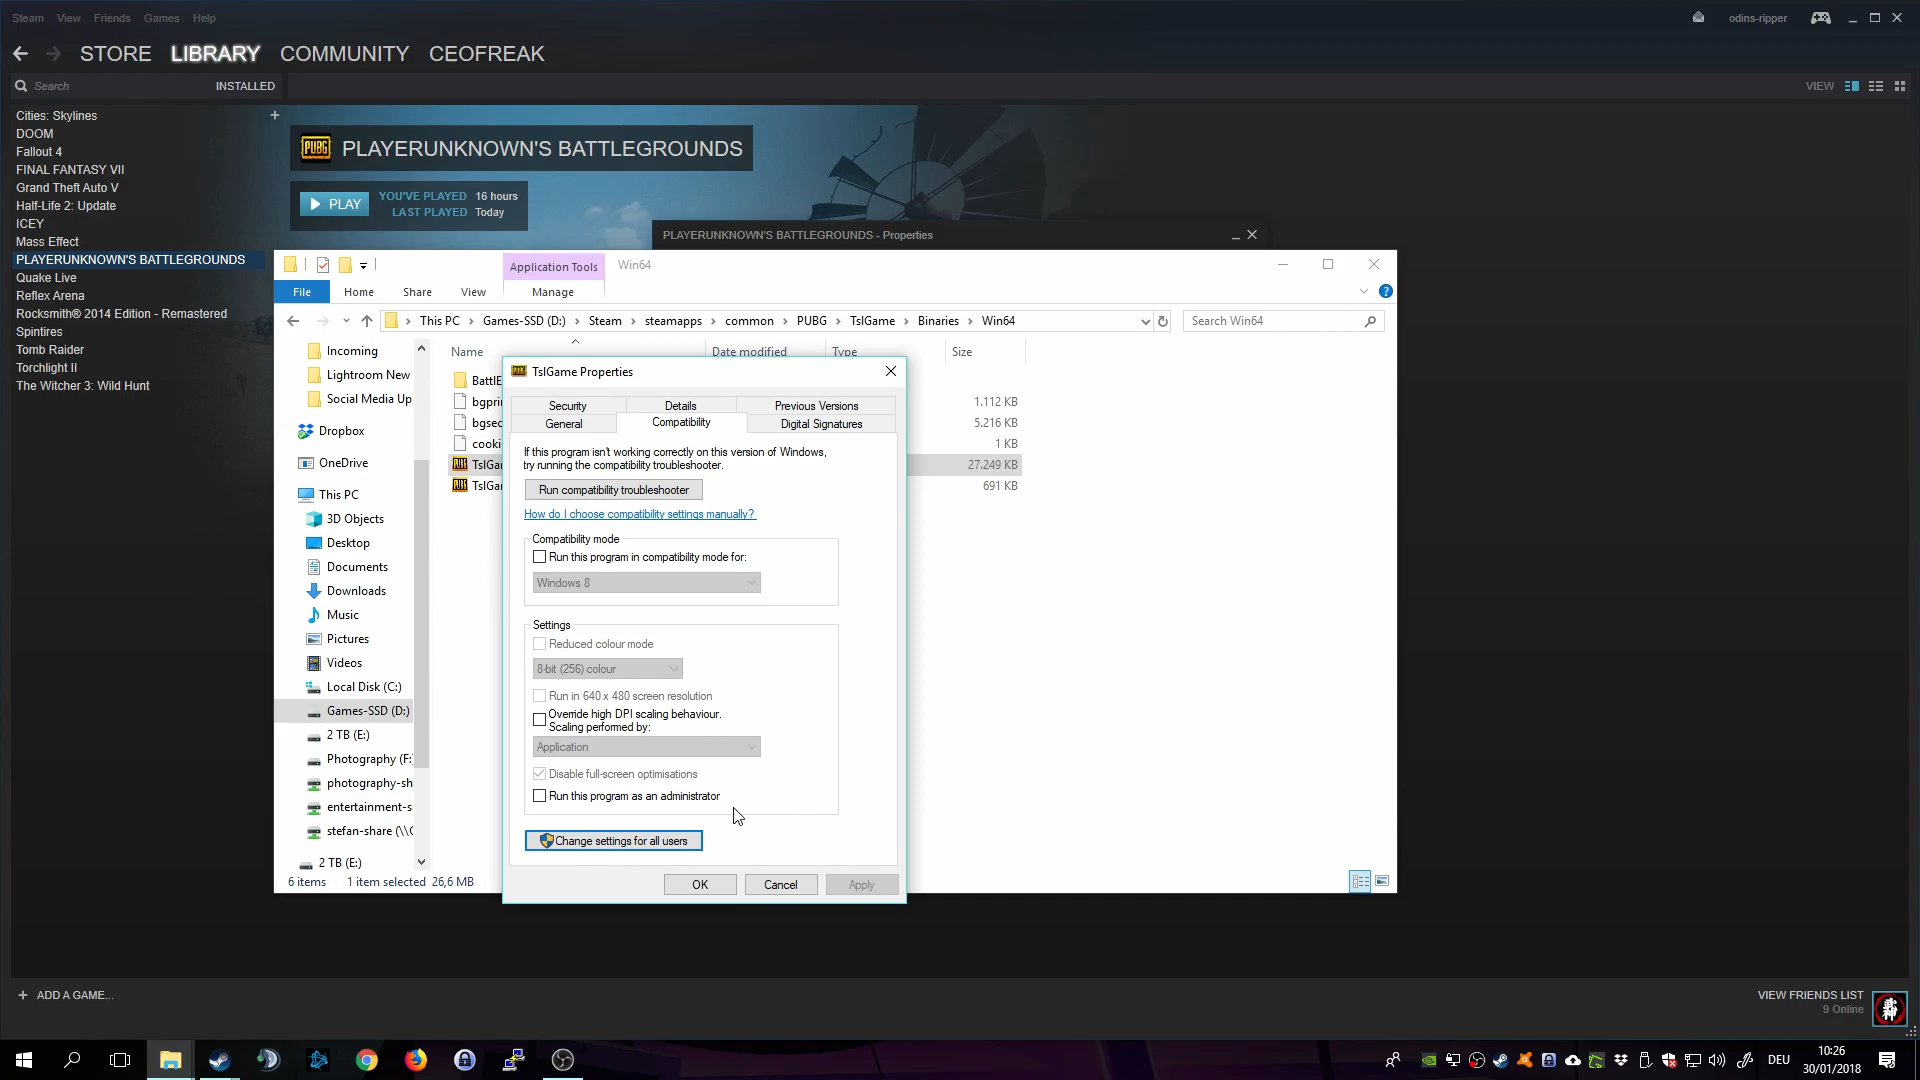 Steam View Friends Games Help
odins-ripper
STORE LIBRARY COMMUNITY CEOFREAK
Search INSTALLED
VIEW
Cities: Skylines
DOOM
Fallout 4
FINAL FANTASY VII
Grand Theft Auto V
Half-Life 2: Update
ICEY
Mass Effect
PLAYERUNKNOWN'S BATTLEGROUNDS
Quake Live
Reflex Arena
Rocksmith® 2014 Edition - Remastered
Spintires
Tomb Raider
Torchlight II
The Witcher 3: Wild Hunt
PUBG PLAYERUNKNOWN'S BATTLEGROUNDS
PLAY
YOU'VE PLAYED 16 hours
LAST PLAYED Today
PLAYERUNKNOWN'S BATTLEGROUNDS - Properties
Application Tools Win64
File Home Share View Manage
This PC Games-SSD (D:) Steam steamapps common PUBG TslGame Binaries Win64
Search Win64
Incoming
Lightroom New
Social Media Up
Dropbox
OneDrive
This PC
3D Objects
Desktop
Documents
Downloads
Music
Pictures
Videos
Local Disk (C:)
Games-SSD (D:)
2 TB (E:)
Photography (F:
photography-sh
entertainment-s
stefan-share (\\
2 TB (E:)
Name Date modified Type Size
BattlE
bgpri 1.112 KB
bgsec 5.216 KB
cooki 1 KB
TslGa 27.249 KB
TslGa 691 KB
6 items 1 item selected 26,6 MB
TslGame Properties
Security Details Previous Versions
General Compatibility Digital Signatures
If this program isn't working correctly on this version of Windows,
try running the compatibility troubleshooter.
Run compatibility troubleshooter
How do I choose compatibility settings manually?
Compatibility mode
Run this program in compatibility mode for:
Windows 8
Settings
Reduced colour mode
8-bit (256) colour
Run in 640 x 480 screen resolution
Override high DPI scaling behaviour.
Scaling performed by:
Application
Disable full-screen optimisations
Run this program as an administrator
Change settings for all users
OK Cancel Apply
+ ADD A GAME...
VIEW FRIENDS LIST
9 Online
DEU
10:26
30/01/2018